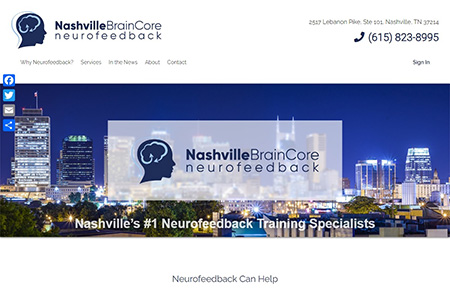 NashvilleBrainCore
neurofeedback
2517 Lebanon Pike, Ste 101, Nashville, TN 37214
(615) 823-8995
Why Neurofeedback?
Services
In the News
About
Contact
Sign In
NashvilleBrainCore
neurofeedback
Nashville's #1 Neurofeedback Training Specialists
Neurofeedback Can Help